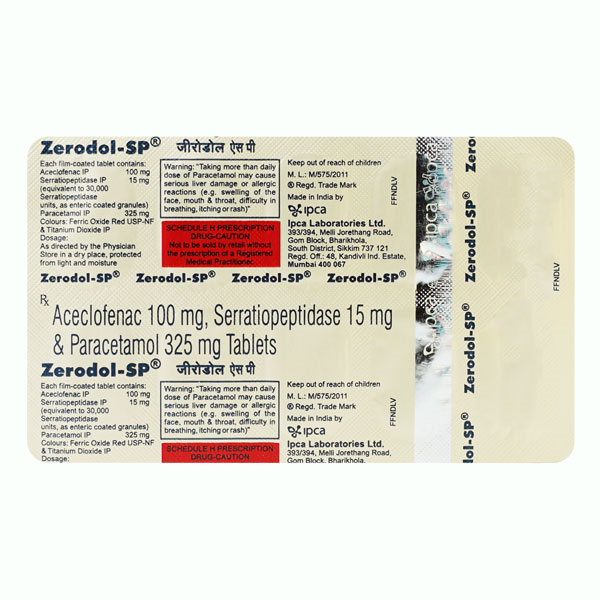 Zerodol-SP® जीरोडोल ऐस पी
Each film-coated tablet contains:
Aceclofenac IP 100 mg
Serratiopeptidase IP 15 mg
(equivalent to 30,000
Serratiopeptidase
units, as enteric coated granules)
Paracetamol IP 325 mg
Colours: Ferric Oxide Red USP-NF
& Titanium Dioxide IP
Dosage:
As directed by the Physician
Store in a dry place, protected
from light and moisture
Warning: "Taking more than daily
dose of Paracetamol may cause
serious liver damage or allergic
reactions (e.g. swelling of the
face, mouth & throat, difficulty in
breathing, itching or rash)"
SCHEDULE H PRESCRIPTION
DRUG-CAUTION
Not to be sold by retail without
the prescription of a Registered
Medical Practitioner.
Keep out of reach of children
M. L.: M/575/2011
® Regd. Trade Mark
Made in India by
ipca
Ipca Laboratories Ltd.
393/394, Melli Jorethang Road,
Gom Block, Bharikhola,
South District, Sikkim 737 121
Regd. Off.: 48, Kandivli Ind. Estate,
Mumbai 400 067
FFNDLV
Zerodol-SP® Zerodol-SP® Zerodol-SP® Zerodol-SP®
Rx
Aceclofenac 100 mg, Serratiopeptidase 15 mg
& Paracetamol 325 mg Tablets
Zerodol-SP® जीरोडोल ऐस पी
Each film-coated tablet contains:
Aceclofenac IP 100 mg
Serratiopeptidase IP 15 mg
(equivalent to 30,000
Serratiopeptidase
units, as enteric coated granules)
Paracetamol IP 325 mg
Colours: Ferric Oxide Red USP-NF
& Titanium Dioxide IP
Dosage:
Warning: "Taking more than daily
dose of Paracetamol may cause
serious liver damage or allergic
reactions (e.g. swelling of the
face, mouth & throat, difficulty in
breathing, itching or rash)"
SCHEDULE H PRESCRIPTION
DRUG-CAUTION
Keep out of reach of children
M. L.: M/575/2011
® Regd. Trade Mark
Made in India by
ipca
Ipca Laboratories Ltd.
393/394, Melli Jorethang Road,
Gom Block, Bharikhola,
FFNDLV
ipca
ipca
Zerod
Zerodol-SP®
Zerodol-SP®
Zerodol-SP®
FFNDLV
FFNDLV